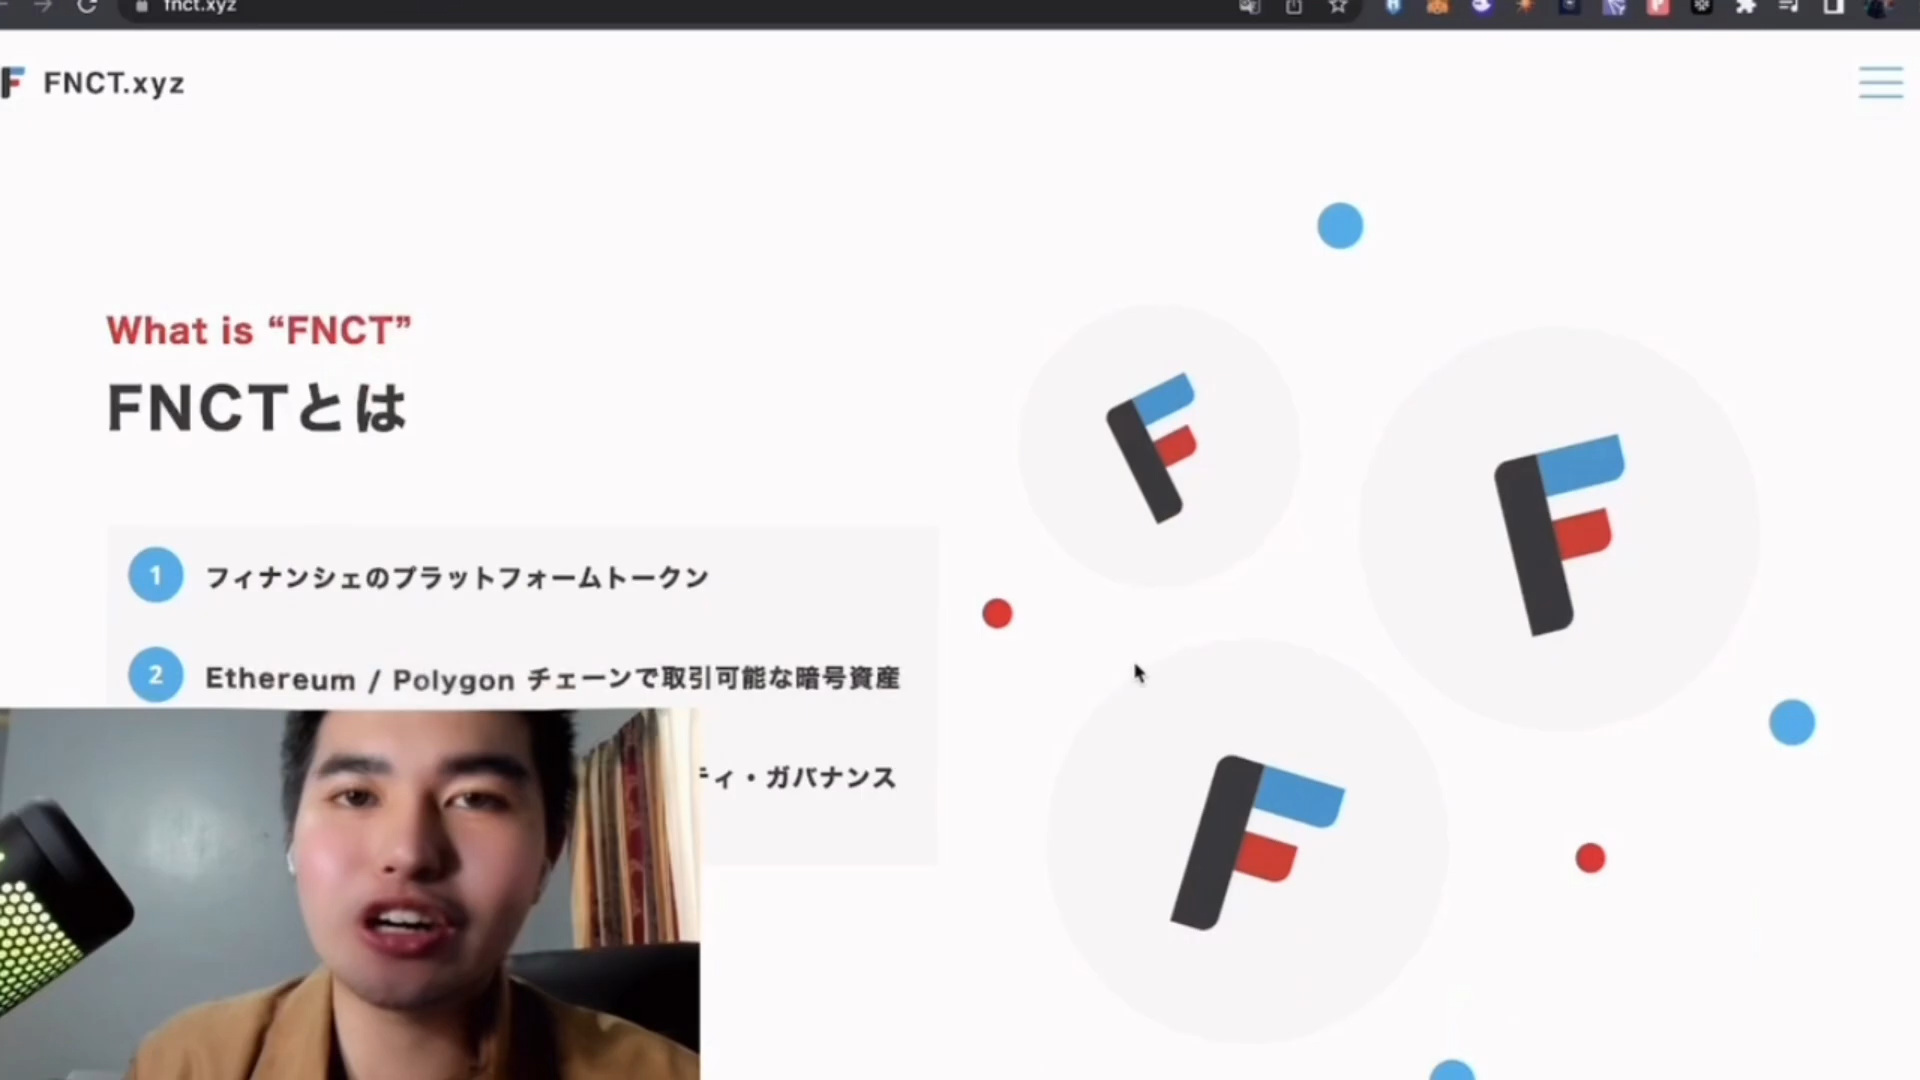 fnct.xyz
FNCT.xyz
What is “FNCT”
FNCTとは
1 フィナンシェのプラットフォームトークン
2 Ethereum / Polygon チェーンで取引可能な暗号資産
ティ・ガバナンス